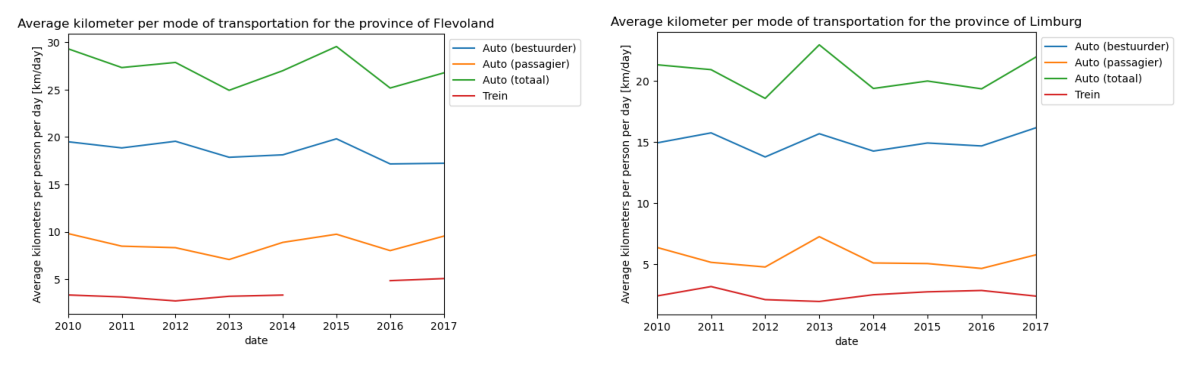 Average kilometer per mode of transportation for the province of Flevoland
Average kilometers per person per day [km/day]
30
25
20
15
10
5
2010 2011 2012 2013 2014 2015 2016 2017
date
Auto (bestuurder)
Auto (passagier)
Auto (totaal)
Trein
Average kilometer per mode of transportation for the province of Limburg
Average kilometers per person per day [km/day]
20
15
10
5
2010 2011 2012 2013 2014 2015 2016 2017
date
Auto (bestuurder)
Auto (passagier)
Auto (totaal)
Trein